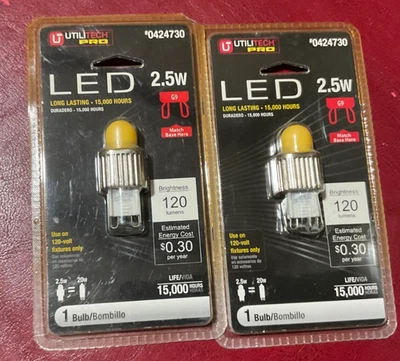 UTILITECH PRO
#0424730
LED 2.5W
LONG LASTING - 15,000 HOURS
DURADERO - 15,000 HOURS
G9
Match
Base Here
Brightness
120
lumens
Use on
120-volt
fixtures only
Estimated
Energy Cost
$0.30
per year
2.5w = 20w
LIFE/VIDA
15,000 HOURS
1 Bulb/Bombillo
UTILITECH PRO
#0424730
LED 2.5W
LONG LASTING - 15,000 HOURS
DURADERO - 15,000 HOURS
G9
Match
Base Here
Brightness
120
lumens
Use on
120-volt
fixtures only
Estimated
Energy Cost
$0.30
per year
2.5w = 20w
LIFE/VIDA
15,000 HOURS
1 Bulb/Bombillo